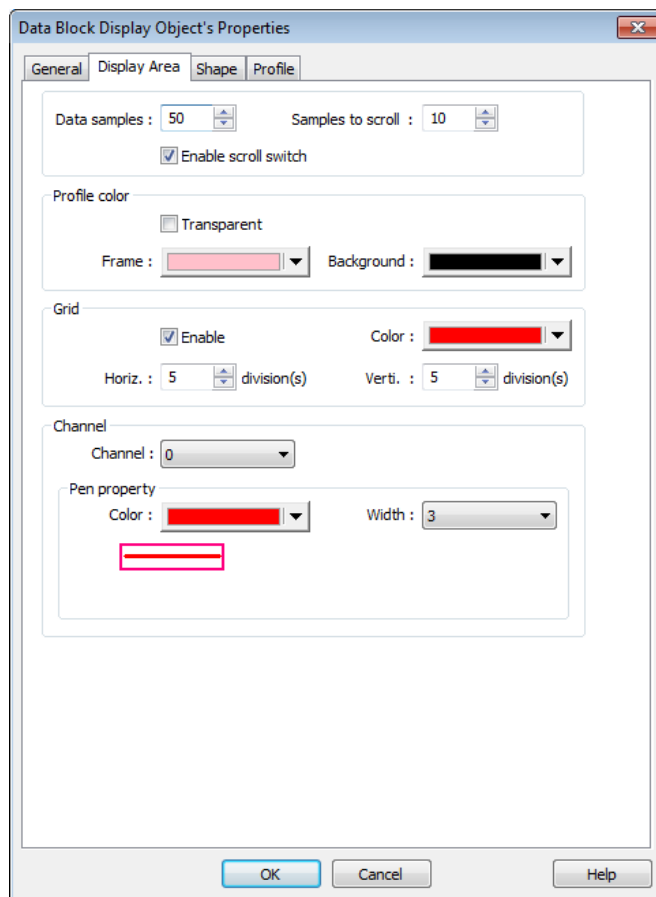 Data Block Display Object's Properties
General Display Area Shape Profile
Data samples : 50 Samples to scroll : 10
Enable scroll switch
Profile color
Transparent
Frame : Background :
Grid
Enable Color :
Horiz. : 5 division(s) Verti. : 5 division(s)
Channel
Channel : 0
Pen property
Color : Width : 3
OK Cancel Help